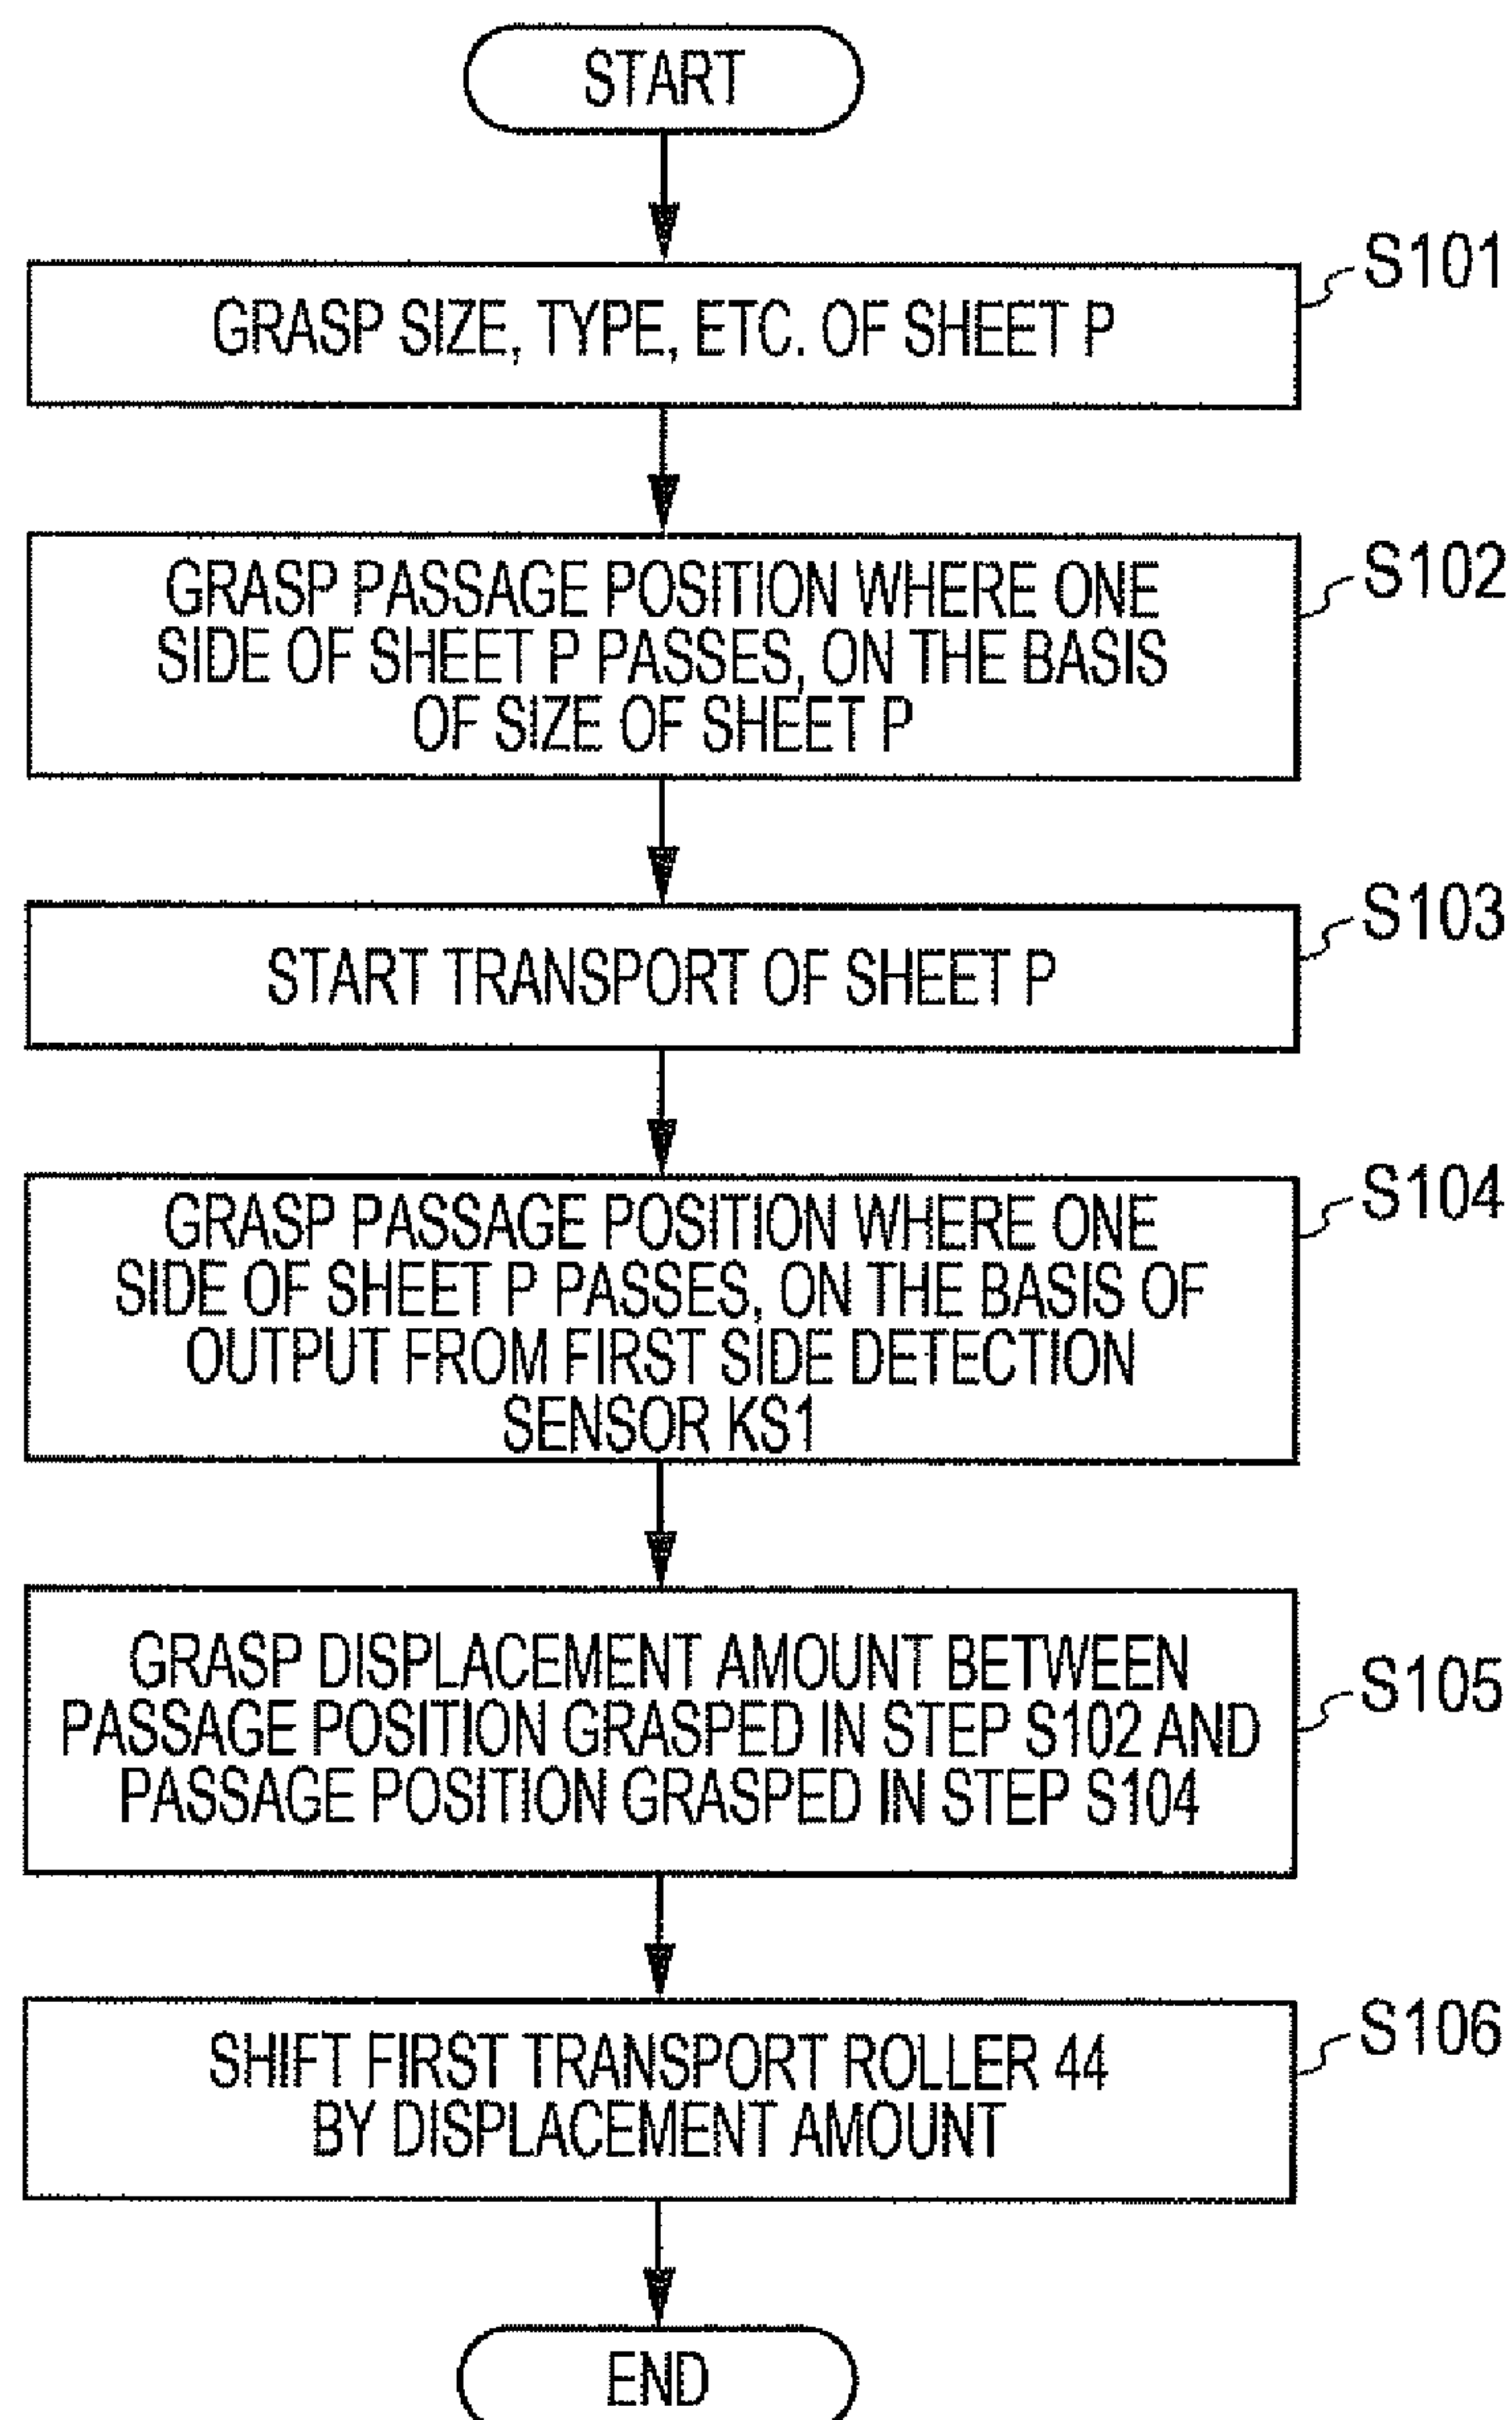 START
S101
GRASP SIZE, TYPE, ETC. OF SHEET P
S102
GRASP PASSAGE POSITION WHERE ONE
SIDE OF SHEET P PASSES, ON THE BASIS
OF SIZE OF SHEET P
S103
START TRANSPORT OF SHEET P
S104
GRASP PASSAGE POSITION WHERE ONE
SIDE OF SHEET P PASSES, ON THE BASIS OF
OUTPUT FROM FIRST SIDE DETECTION
SENSOR KS1
S105
GRASP DISPLACEMENT AMOUNT BETWEEN
PASSAGE POSITION GRASPED IN STEP S102 AND
PASSAGE POSITION GRASPED IN STEP S104
S106
SHIFT FIRST TRANSPORT ROLLER 44
BY DISPLACEMENT AMOUNT
END